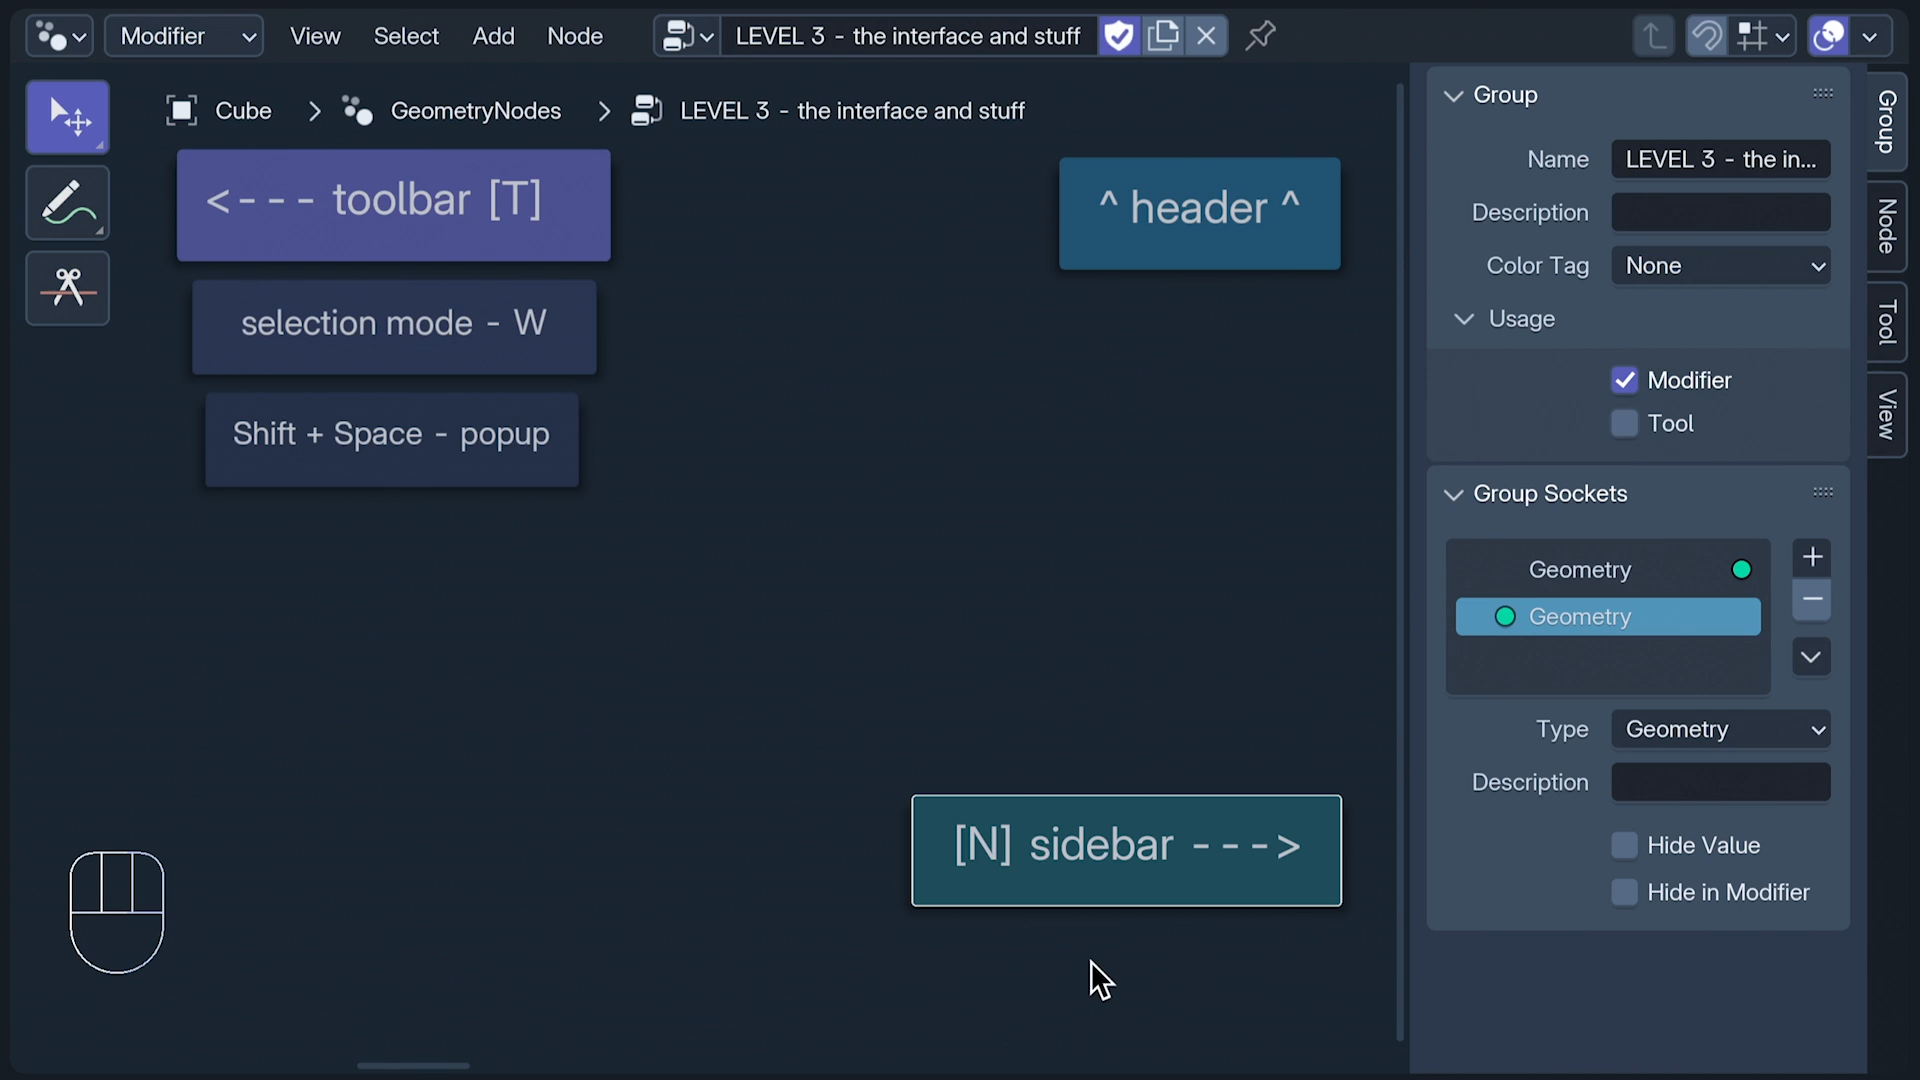 Modifier View Select Add Node LEVEL 3 - the interface and stuff
Cube > GeometryNodes > LEVEL 3 - the interface and stuff
<--- toolbar [T]
^ header ^
selection mode - W
Shift + Space - popup
[N] sidebar --->
Group
Name LEVEL 3 - the in...
Description
Color Tag None
Usage
Modifier
Tool
Group Sockets
Geometry
Geometry
Type Geometry
Description
Hide Value
Hide in Modifier
Group
Node
Tool
View